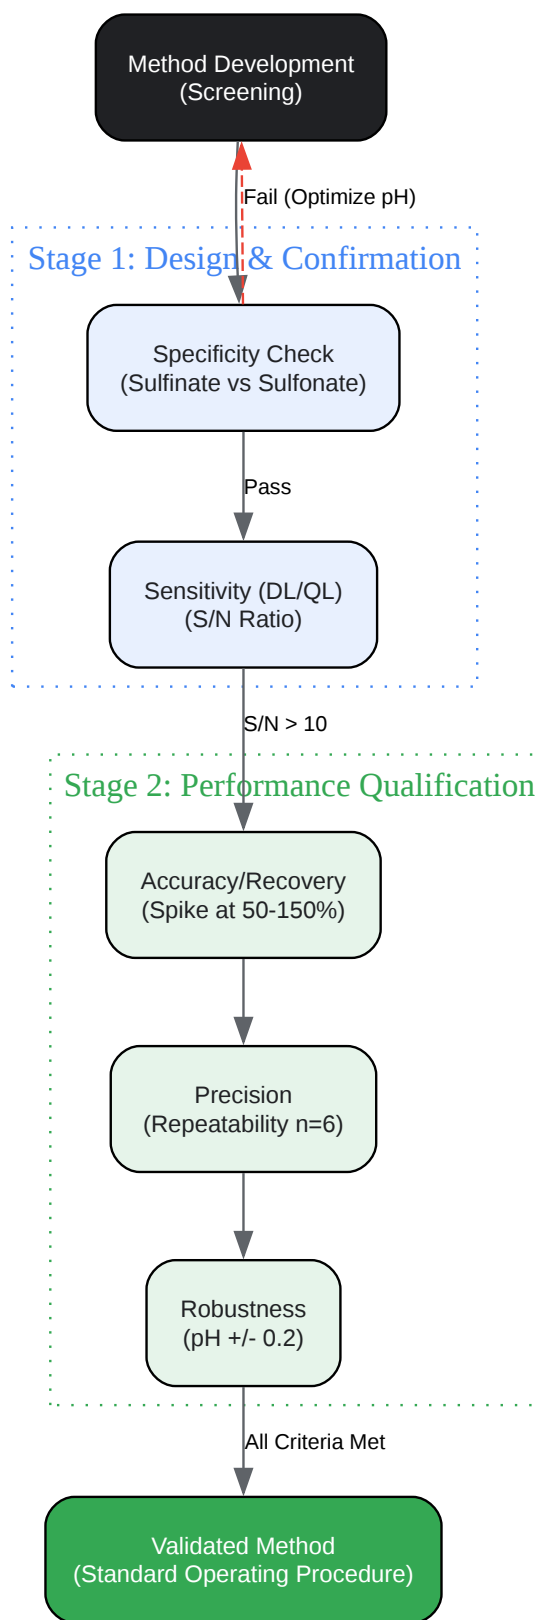 Method Development
(Screening)
Fail (Optimize pH)
Stage 1: Design & Confirmation
Specificity Check
(Sulfinate vs Sulfonate)
Pass
Sensitivity (DL/QL)
(S/N Ratio)
S/N > 10
Stage 2: Performance Qualification
Accuracy/Recovery
(Spike at 50-150%)
Precision
(Repeatability n=6)
Robustness
(pH +/- 0.2)
All Criteria Met
Validated Method
(Standard Operating Procedure)